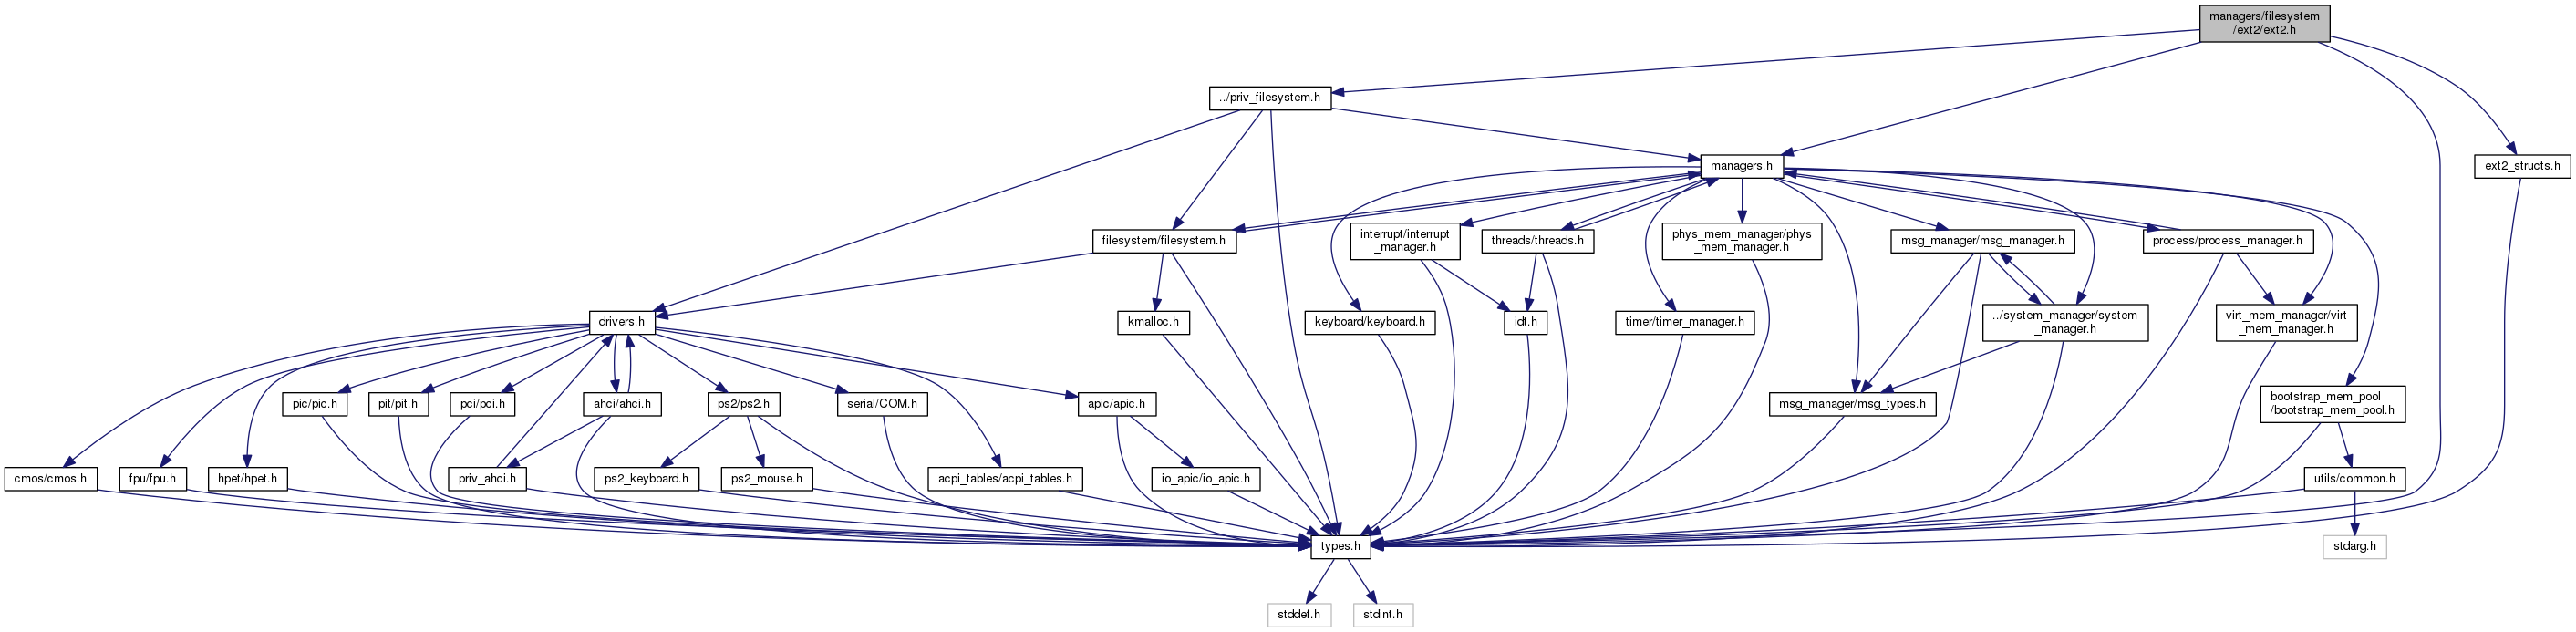 managers/filesystem
/ext2/ext2.h
../priv_filesystem.h
managers.h
ext2_structs.h
filesystem/filesystem.h
interrupt/interrupt
_manager.h
threads/threads.h
phys_mem_manager/phys
_mem_manager.h
msg_manager/msg_manager.h
process/process_manager.h
drivers.h
kmalloc.h
keyboard/keyboard.h
idt.h
timer/timer_manager.h
../system_manager/system
_manager.h
virt_mem_manager/virt
_mem_manager.h
pic/pic.h
pit/pit.h
pci/pci.h
ahci/ahci.h
ps2/ps2.h
serial/COM.h
apic/apic.h
msg_manager/msg_types.h
bootstrap_mem_pool
/bootstrap_mem_pool.h
cmos/cmos.h
fpu/fpu.h
hpet/hpet.h
priv_ahci.h
ps2_keyboard.h
ps2_mouse.h
acpi_tables/acpi_tables.h
io_apic/io_apic.h
utils/common.h
types.h
stdarg.h
stddef.h
stdint.h